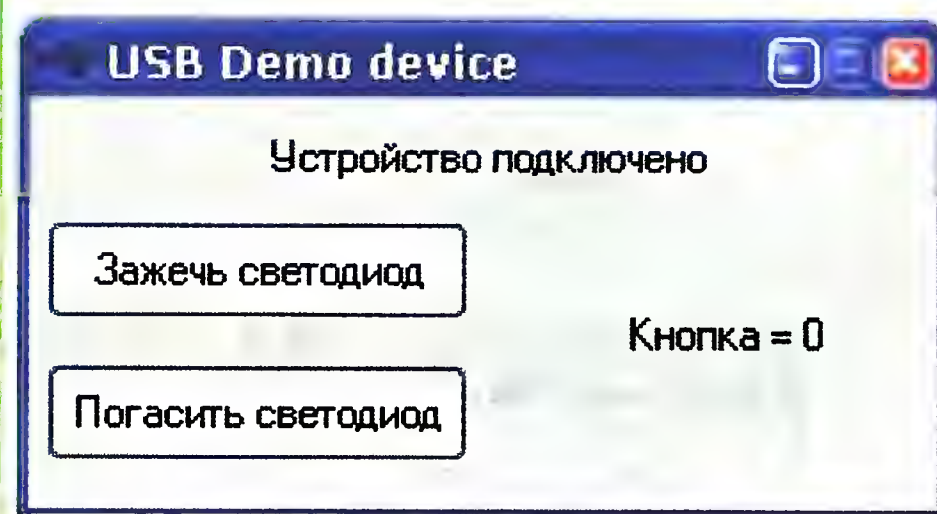 USB Demo device
Устройство подключено
Зажечь светодиод
Кнопка = 0
Погасить светодиод